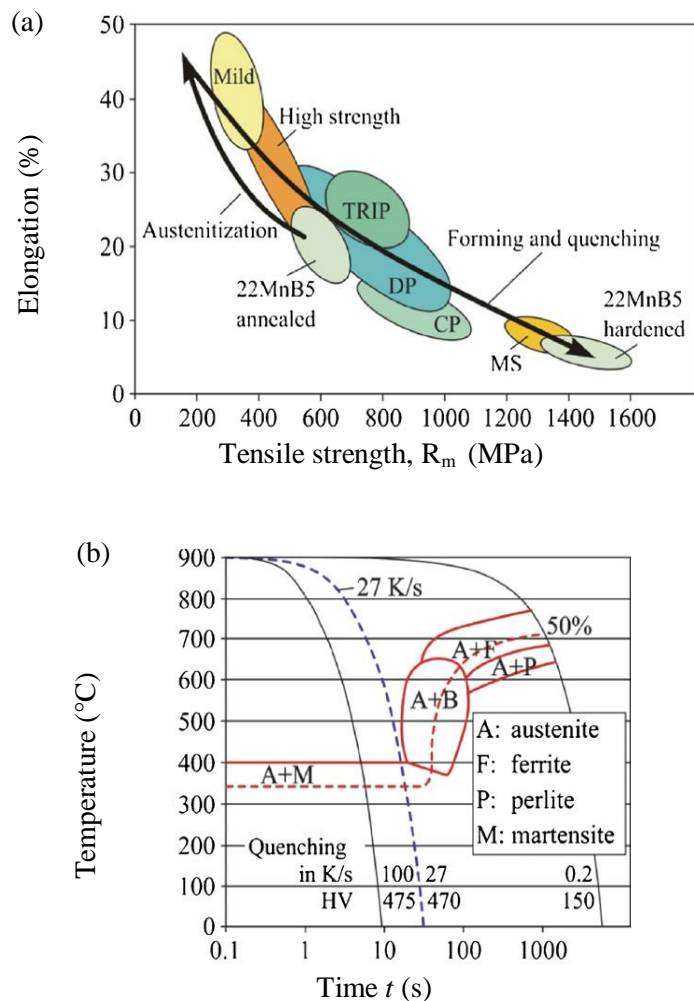 (a)
Elongation (%)
50
40
30
20
10
0
Mild
High strength
TRIP
Austenitization
Forming and quenching
22MnB5
annealed
DP
CP
22MnB5
hardened
MS
0 200 400 600 800 1000 1200 1400 1600
Tensile strength, Rm (MPa)
(b)
Temperature (°C)
900
800
700
600
500
400
300
200
100
0
27 K/s
50%
A+F
A+P
A+B
A+M
A: austenite
F: ferrite
P: perlite
M: martensite
Quenching
in K/s 100 27 0.2
HV 475 470 150
0.1 1 10 100 1000
Time t (s)